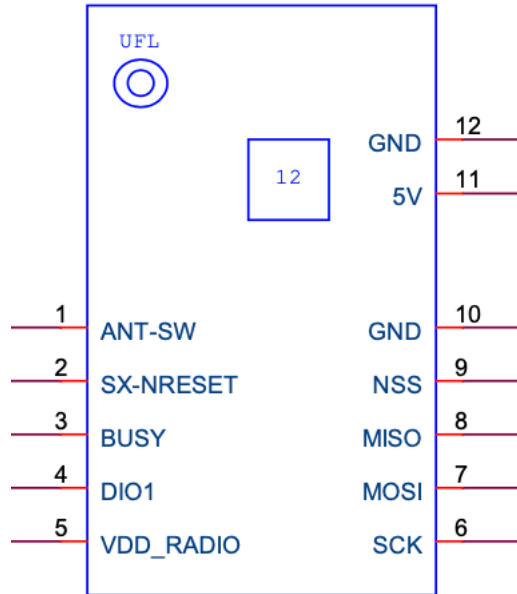 UFL
12
GND 12
5V 11
1 ANT-SW
GND 10
2 SX-NRESET
NSS 9
3 BUSY
MISO 8
4 DIO1
MOSI 7
5 VDD_RADIO
SCK 6